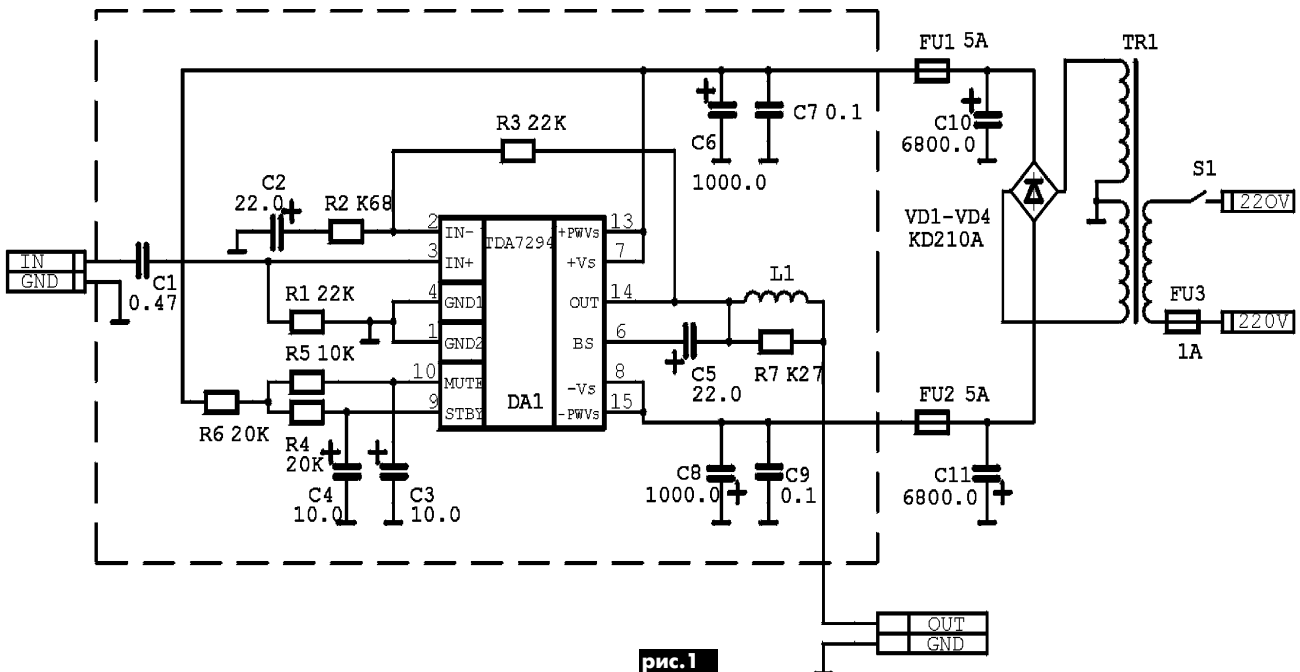 FU1 5A
TR1
R3 22K
C6
1000.0
C7 0.1
C10
6800.0
S1
220V
C2
22.0
R2 K68
VD1-VD4
KD210A
2
IN-
TDA7294
+PWVs
13
3
IN+
+Vs
7
IN
GND
C1
0.47
4
GND1
OUT
14
L1
FU3
1A
220V
R1 22K
1
GND2
BS
6
C5
22.0
R7 K27
R5 10K
10
MUTE
-Vs
8
9
STBY
DA1
-PWVs
15
FU2 5A
R6 20K
R4
20K
C4
10.0
C3
10.0
C8
1000.0
C9
0.1
C11
6800.0
OUT
GND
рис.1